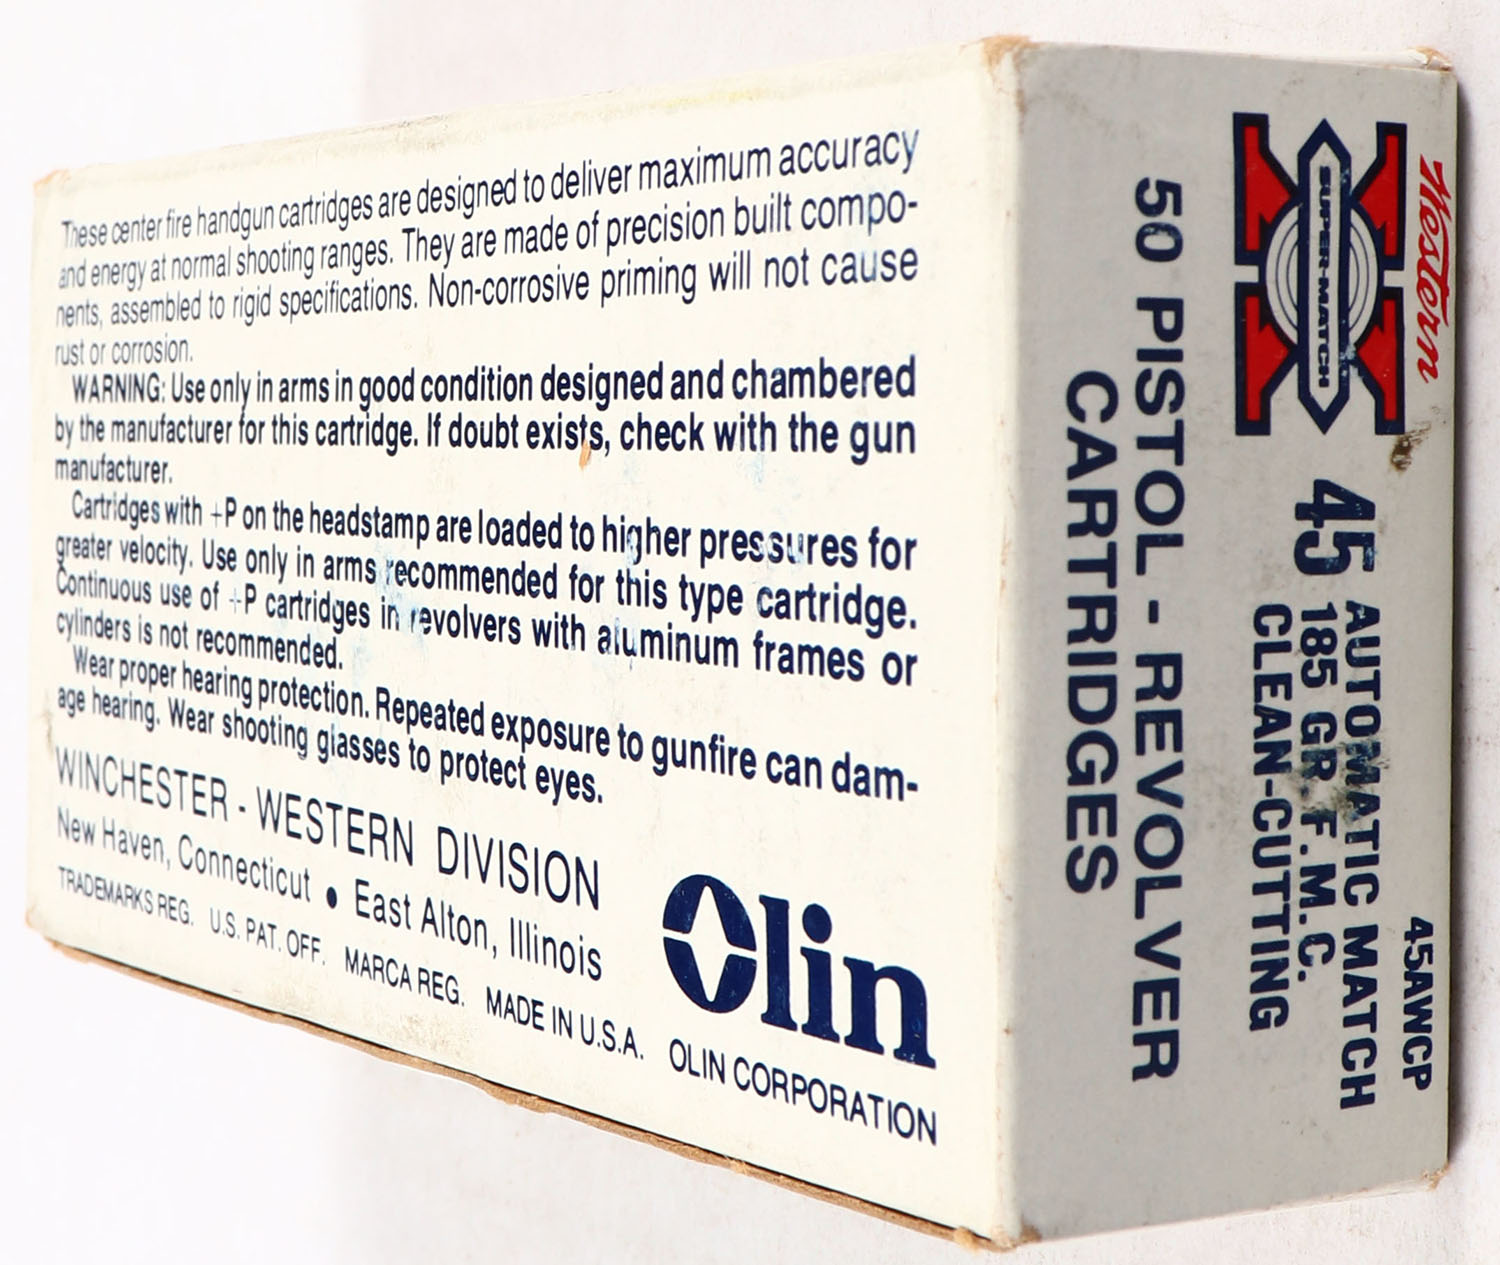 These center fire handgun cartridges are designed to deliver maximum accuracy
and energy at normal shooting ranges. They are made of precision built compo-
nents, assembled to rigid specifications. Non-corrosive priming will not cause
rust or corrosion.
WARNING: Use only in arms in good condition designed and chambered
by the manufacturer for this cartridge. If doubt exists, check with the gun
manufacturer.
Cartridges with +P on the headstamp are loaded to higher pressures for
greater velocity. Use only in arms recommended for this type cartridge.
Continuous use of +P cartridges in revolvers with aluminum frames or
cylinders is not recommended.
Wear proper hearing protection. Repeated exposure to gunfire can dam-
age hearing. Wear shooting glasses to protect eyes.
WINCHESTER - WESTERN DIVISION
New Haven, Connecticut • East Alton, Illinois
TRADEMARKS REG. U.S. PAT. OFF. MARCA REG. MADE IN U.S.A.
Olin
OLIN CORPORATION
Western
X
SUPER-MATCH
45AWCP
45 AUTOMATIC MATCH
185 GR. F.M.C.
CLEAN-CUTTING
50 PISTOL - REVOLVER
CARTRIDGES